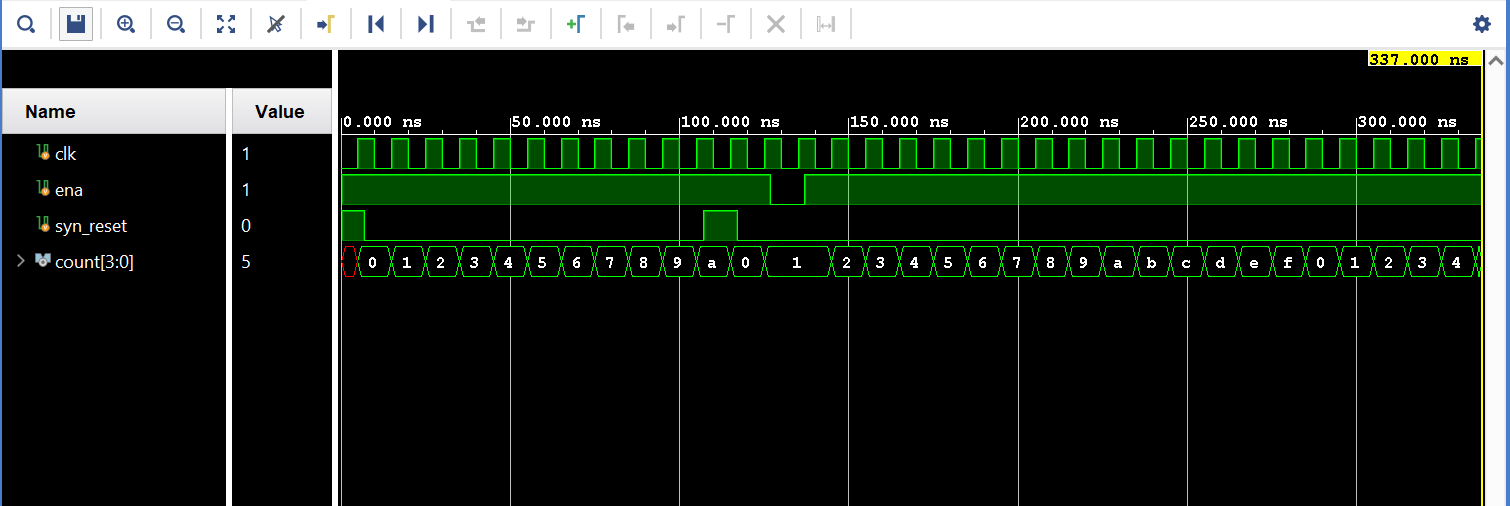 337.000 ns
Name Value
0.000 ns 50.000 ns 100.000 ns 150.000 ns 200.000 ns 250.000 ns 300.000 ns
clk 1
ena 1
syn_reset 0
count[3:0] 5 0 1 2 3 4 5 6 7 8 9 a 0 1 2 3 4 5 6 7 8 9 a b c d e f 0 1 2 3 4